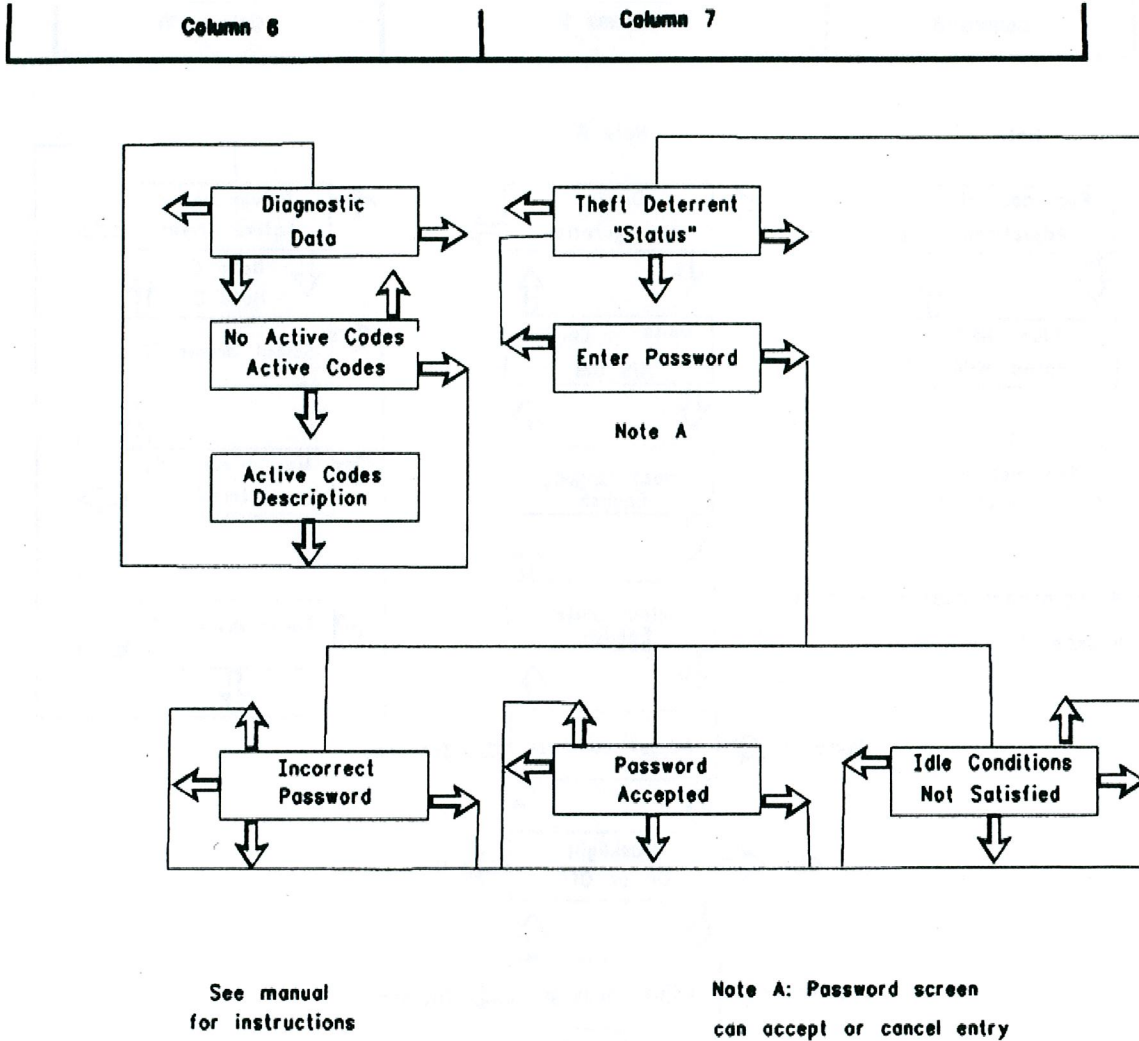 Column 6
Column 7
Diagnostic
Data
No Active Codes
Active Codes
Active Codes
Description
Theft Deterrent
"Status"
Enter Password
Note A
Incorrect
Password
Password
Accepted
Idle Conditions
Not Satisfied
See manual
for instructions
Note A: Password screen
can accept or cancel entry